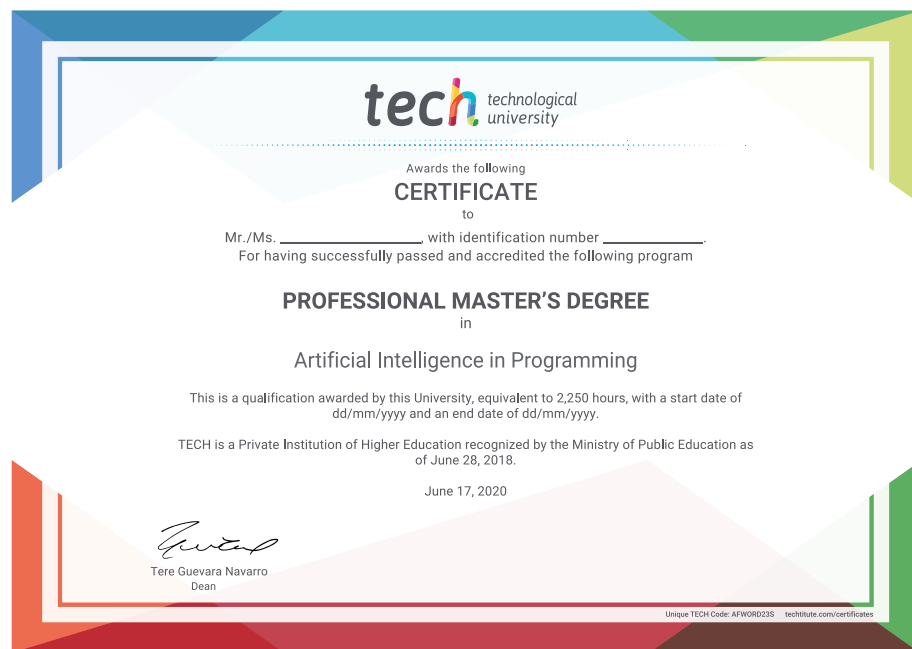 tech technological
university
Awards the following
CERTIFICATE
to
Mr./Ms. ____________________, with identification number ______________.
For having successfully passed and accredited the following program
PROFESSIONAL MASTER'S DEGREE
in
Artificial Intelligence in Programming
This is a qualification awarded by this University, equivalent to 2,250 hours, with a start date of
dd/mm/yyyy and an end date of dd/mm/yyyy.
TECH is a Private Institution of Higher Education recognized by the Ministry of Public Education as
of June 28, 2018.
June 17, 2020
Tere Guevara Navarro
Dean
Unique TECH Code: AFWORD23S techtitute.com/certificates